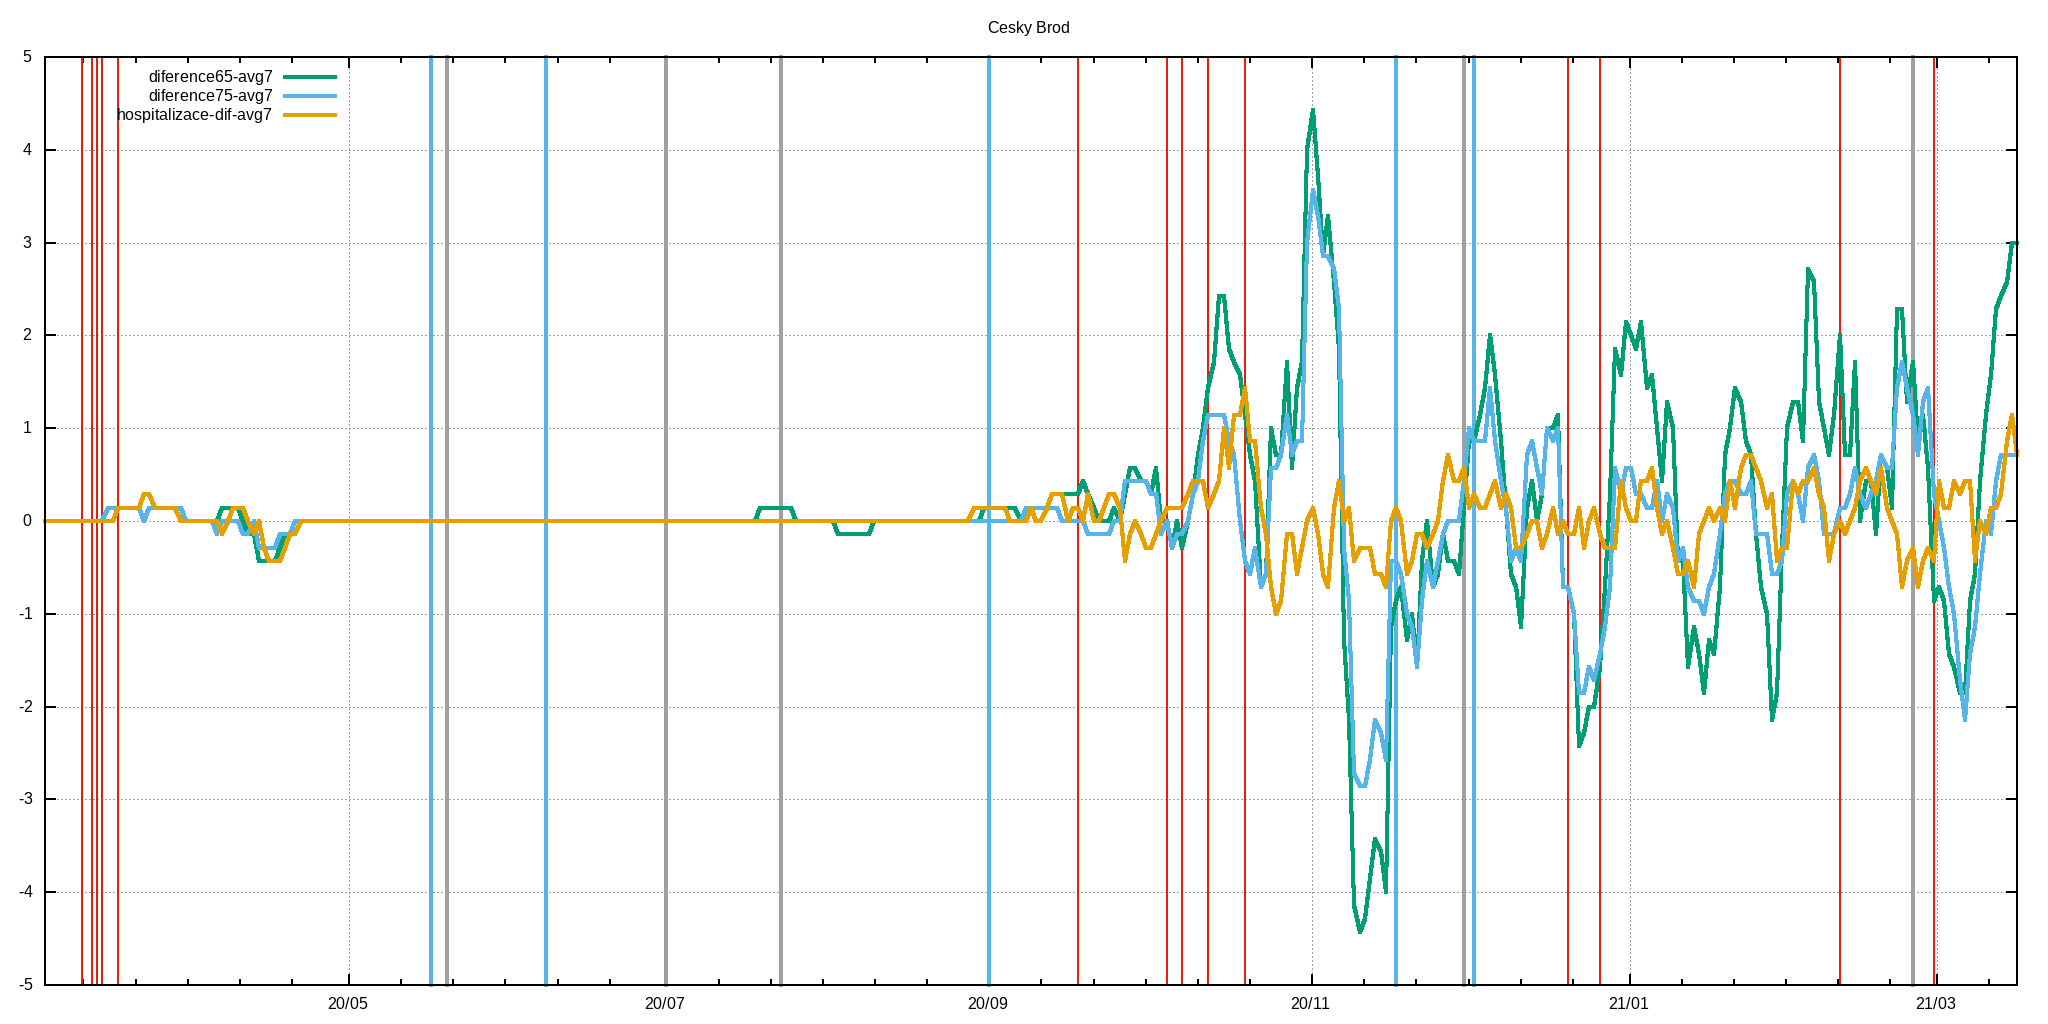 Cesky Brod
5
diference65-avg7
diference75-avg7
hospitalizace-dif-avg7
4
3
2
1
0
-1
-2
-3
-4
-5
20/05 20/07 20/09 20/11 21/01 21/03